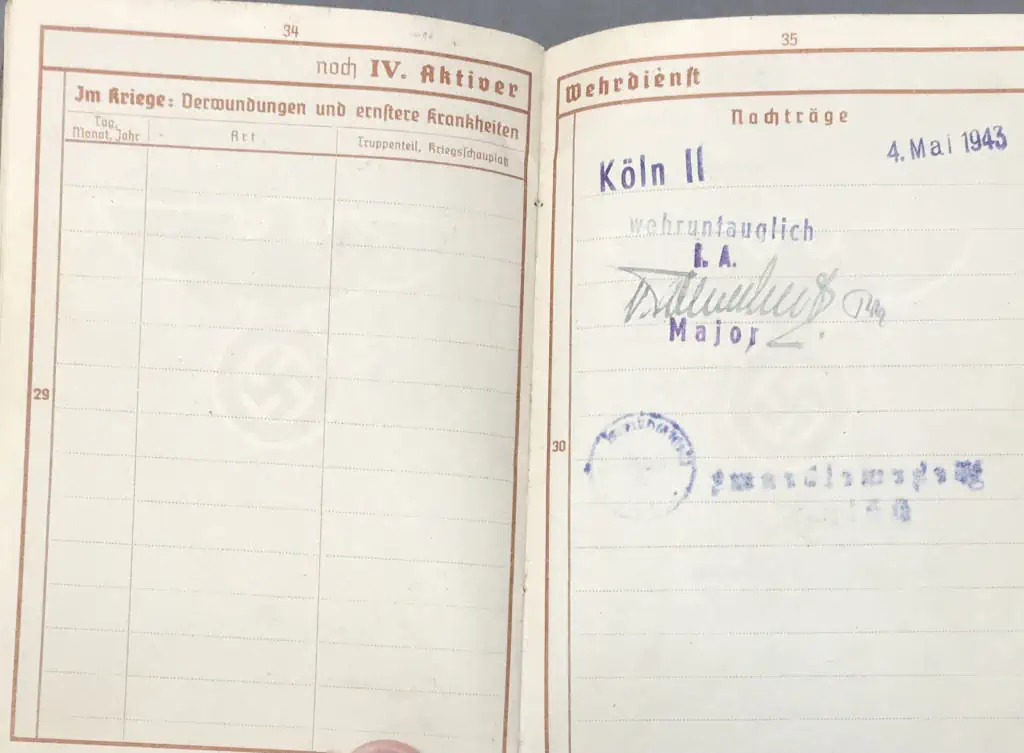 34
noch IV. Aktiver
Im Kriege: Verwundungen und ernstere Krankheiten
Tag, Monat, Jahr
Art
Truppenteil, Kriegsschauplatz
29
35
Wehrdienst
Nachträge
Köln II
4. Mai 1943
wehruntauglich
I. A.
Major
30